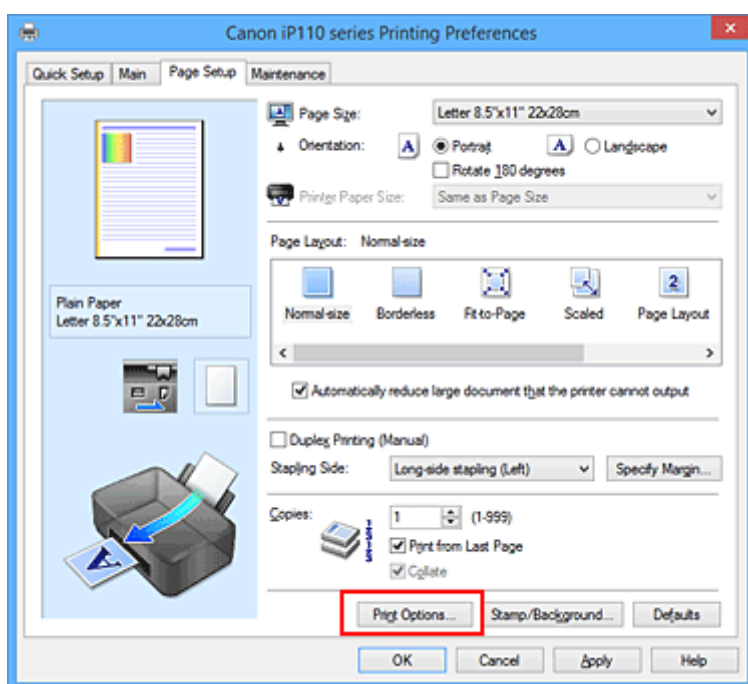 Canon iP110 series Printing Preferences
Quick Setup Main Page Setup Maintenance
Page Size: Letter 8.5"x11" 22x28cm
Orientation: A Portrait A Landscape
Rotate 180 degrees
Printer Paper Size: Same as Page Size
Page Layout: Normal-size
2
Normal-size Borderless Fit-to-Page Scaled Page Layout
Plain Paper
Letter 8.5"x11" 22x28cm
Automatically reduce large document that the printer cannot output
Duplex Printing (Manual)
Stapling Side: Long-side stapling (Left) Specify Margin...
Copies: 1 (1-999)
Print from Last Page
Collate
A
Print Options... Stamp/Background... Defaults
OK Cancel Apply Help